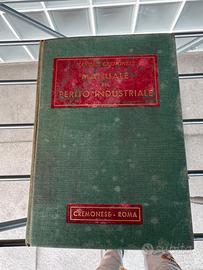 MANUALE
DEL
PERITO INDUSTRIALE
CREMONESE - ROMA